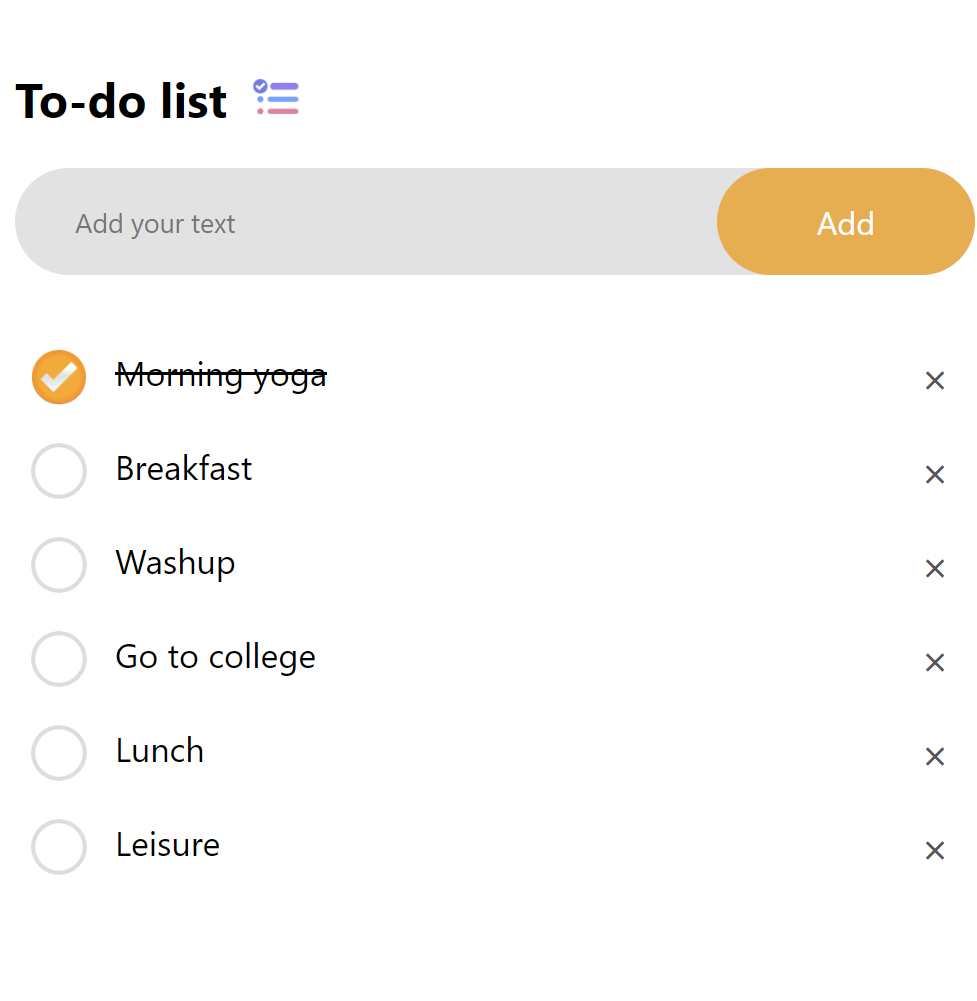 To-do list
Add your text
Add
Morning yoga
Breakfast
Washup
Go to college
Lunch
Leisure